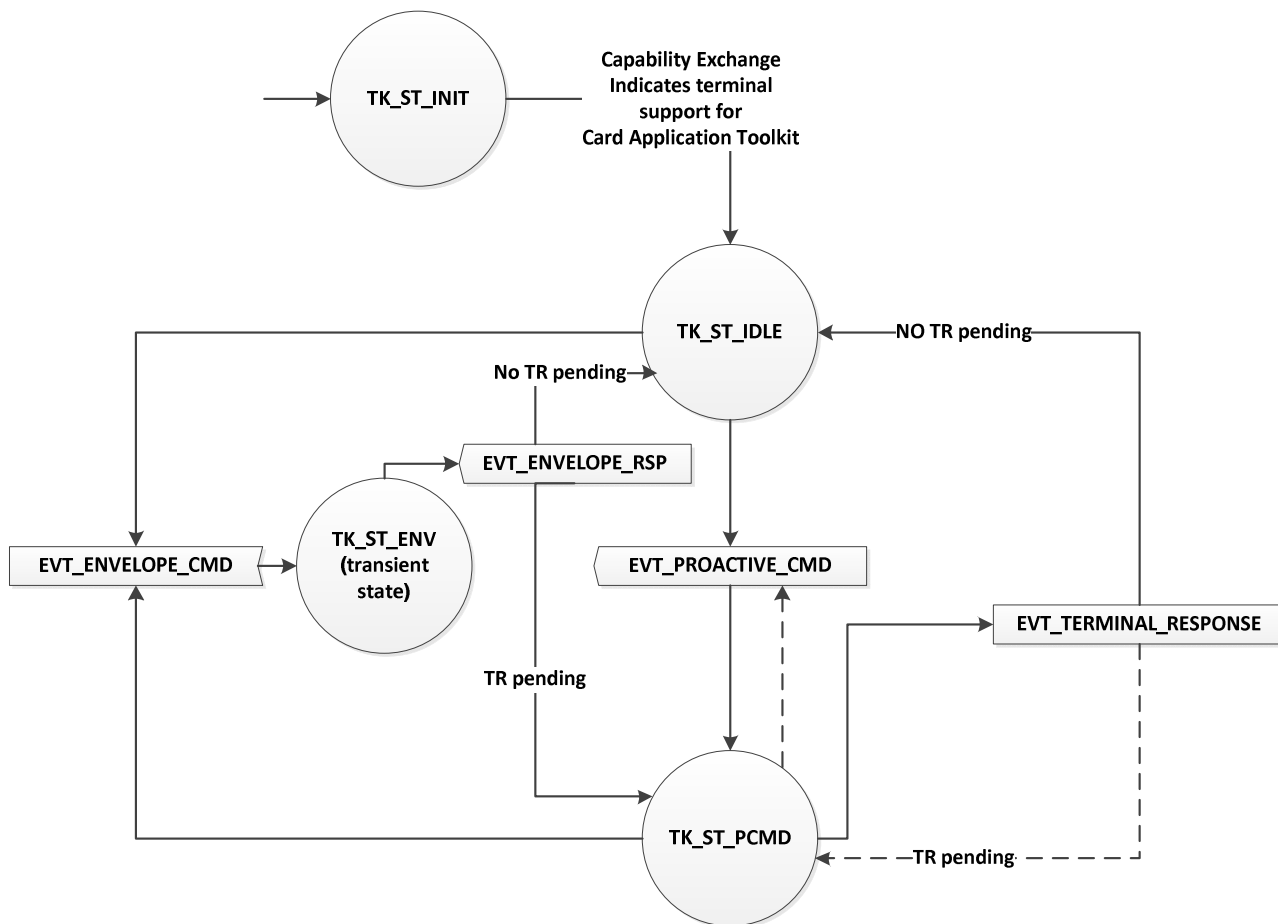 TK_ST_INIT
Capability Exchange
Indicates terminal
support for
Card Application Toolkit
TK_ST_IDLE
NO TR pending
No TR pending
EVT_ENVELOPE_RSP
TK_ST_ENV
(transient
state)
EVT_ENVELOPE_CMD
EVT_PROACTIVE_CMD
EVT_TERMINAL_RESPONSE
TR pending
TK_ST_PCMD
TR pending